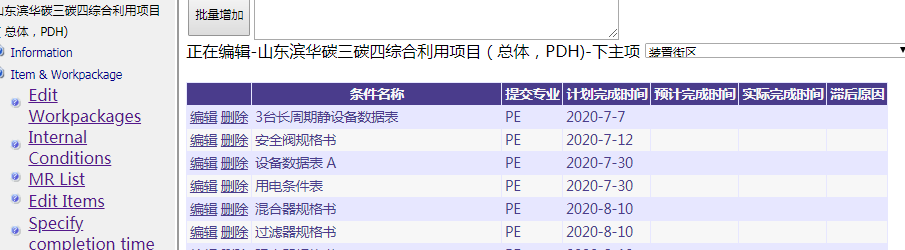 山东滨华碳三碳四综合利用项目
( 总体，PDH)
Information
Item & Workpackage
Edit
Workpackages
Internal
Conditions
MR List
Edit Items
Specify
completion time
批量增加
正在编辑-山东滨华碳三碳四综合利用项目 ( 总体，PDH)-下主项 装置街区
条件名称 提交专业 计划完成时间 预计完成时间 实际完成时间 滞后原因
编辑 删除 3台长周期静设备数据表 PE 2020-7-7
编辑 删除 安全阀规格书 PE 2020-7-12
编辑 删除 设备数据表 A PE 2020-7-30
编辑 删除 用电条件表 PE 2020-7-30
编辑 删除 混合器规格书 PE 2020-8-10
编辑 删除 过滤器规格书 PE 2020-8-10